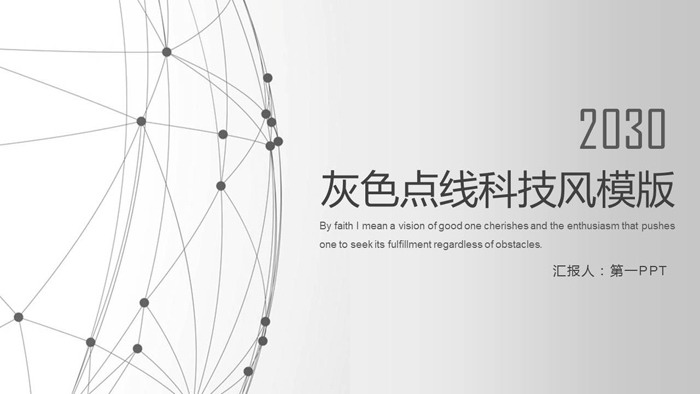 2030
灰色点线科技风模版
By faith I mean a vision of good one cherishes and the enthusiasm that pushes
one to seek its fulfillment regardless of obstacles.
汇报人：第一PPT